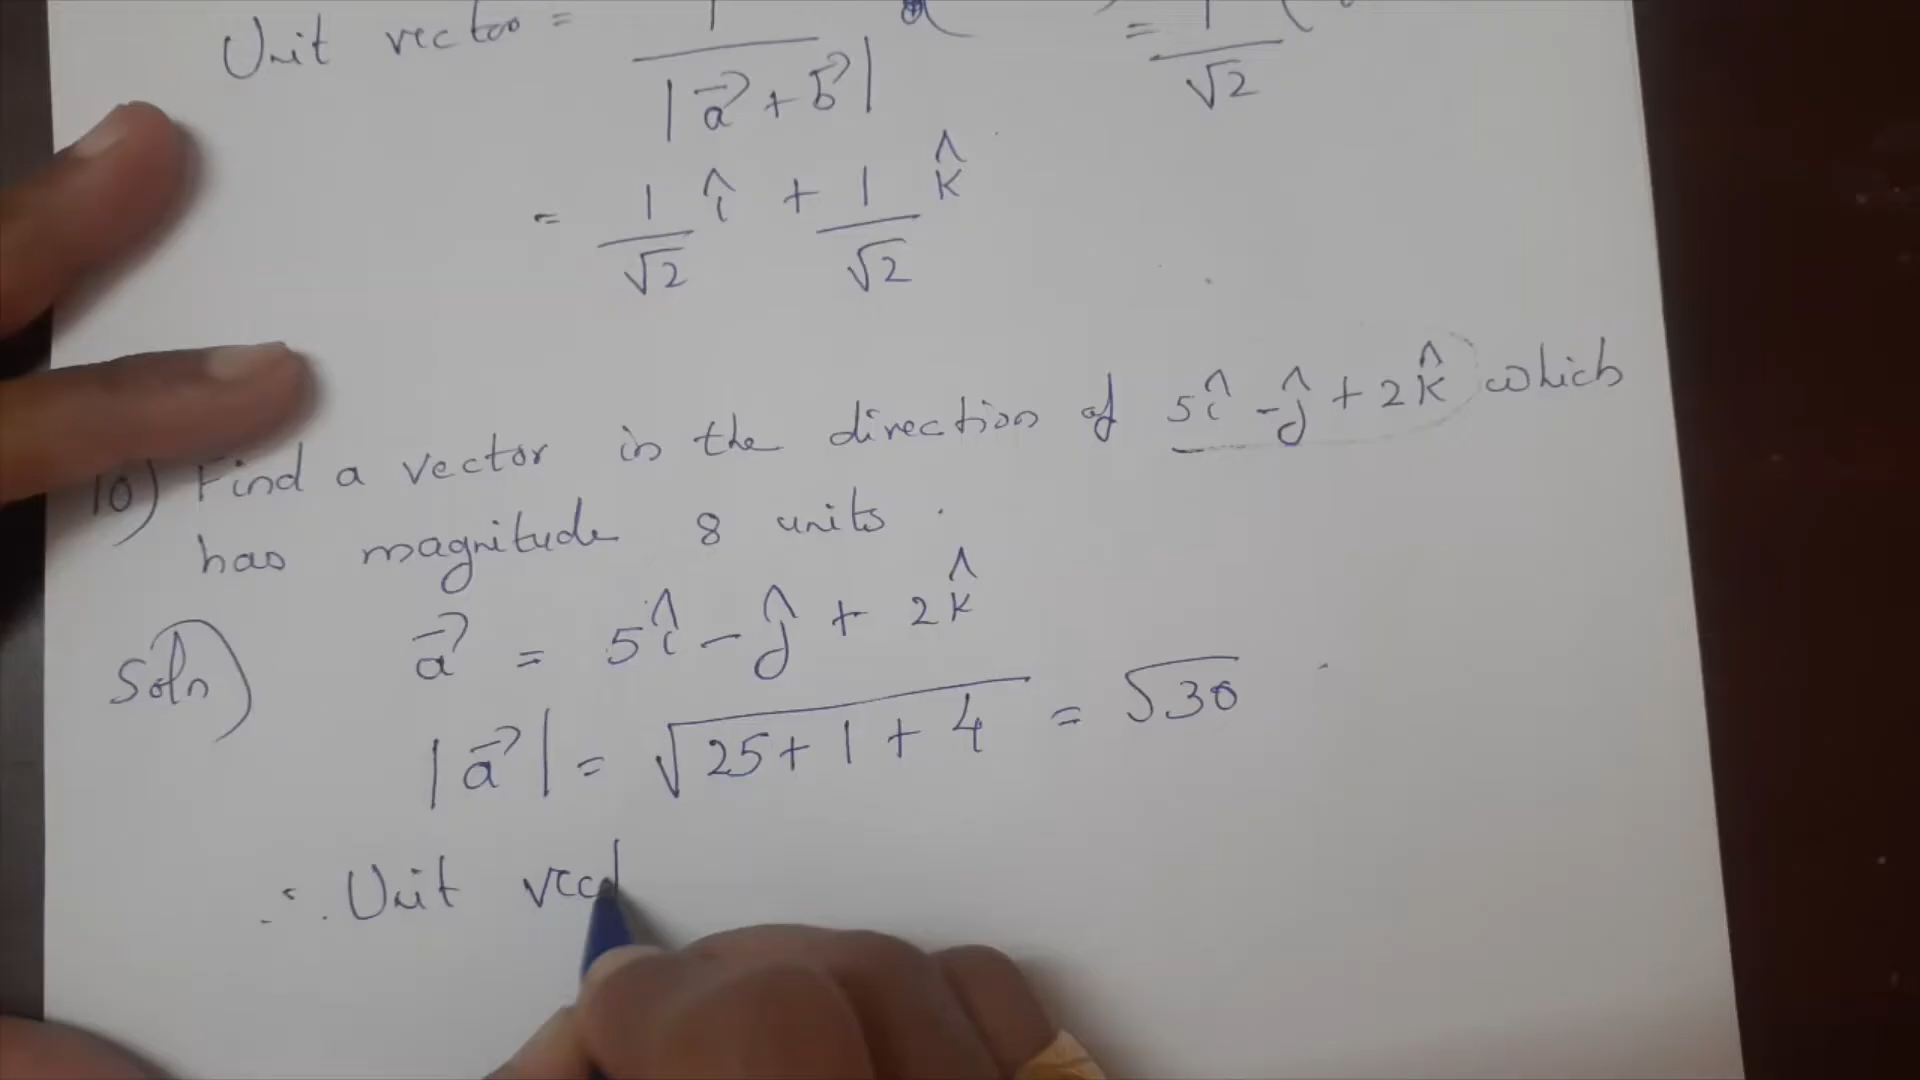 Unit vector = 1 / |a⃗ + b⃗| = 1 / √2 (
= 1/√2 î + 1/√2 k̂
10) Find a vector in the direction of 5î - ĵ + 2k̂ which
has magnitude 8 units.
Soln) a⃗ = 5î - ĵ + 2k̂
|a⃗| = √25 + 1 + 4 = √30
∴ Unit vect